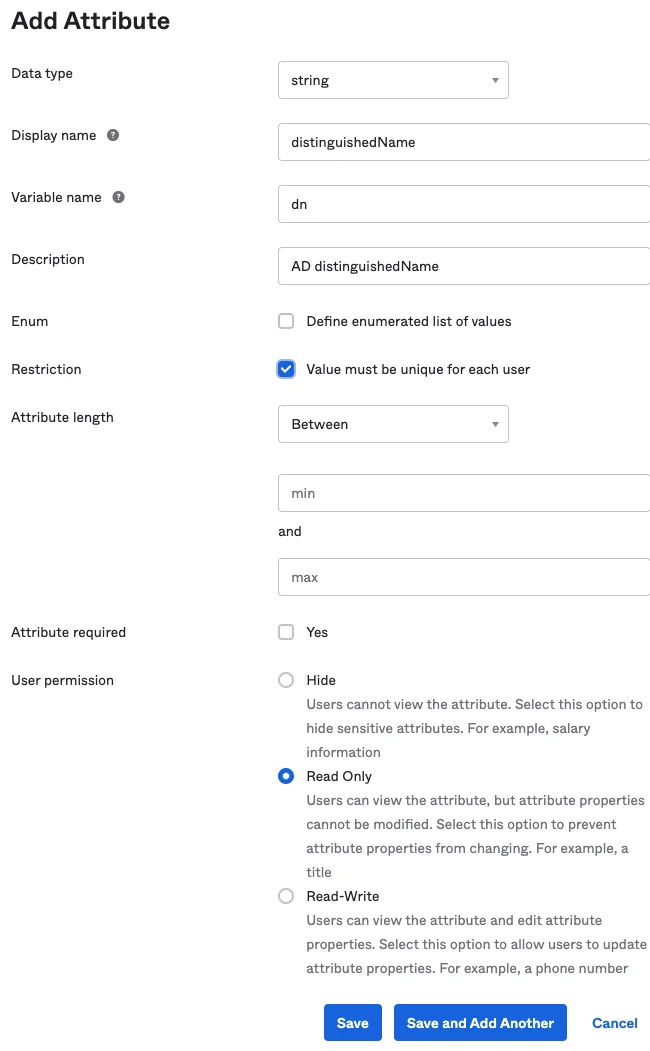 Add Attribute
Data type
string
Display name ?
distinguishedName
Variable name ?
dn
Description
AD distinguishedName
Enum
Define enumerated list of values
Restriction
Value must be unique for each user
Attribute length
Between
min
and
max
Attribute required
Yes
User permission
Hide
Users cannot view the attribute. Select this option to
hide sensitive attributes. For example, salary
information
Read Only
Users can view the attribute, but attribute properties
cannot be modified. Select this option to prevent
attribute properties from changing. For example, a
title
Read-Write
Users can view the attribute and edit attribute
properties. Select this option to allow users to update
attribute properties. For example, a phone number
Save
Save and Add Another
Cancel